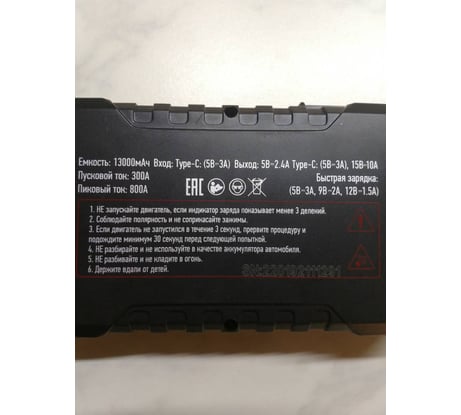 Емкость: 13000мАч Вход: Type-C: (5В-3А) Выход: 5В-2.4А Type-C: (5В-3А), 15В-10А
Пусковой ток: 300А Быстрая зарядка:
Пиковый ток: 800А EAC (5В-3А, 9В-2А, 12В-1.5А)
1. НЕ запускайте двигатель, если индикатор заряда показывает менее 3 делений.
2. Соблюдайте полярность и не соприкасайте зажимы.
3. Если двигатель не запустился в течение 3 секунд, прервите процедуру и
подождите минимум 30 секунд перед следующей попыткой.
4. НЕ разбирайте и не используйте в качестве аккумулятора автомобиля.
5. НЕ разбивайте и не кладите в огонь.
6. Держите вдали от детей.